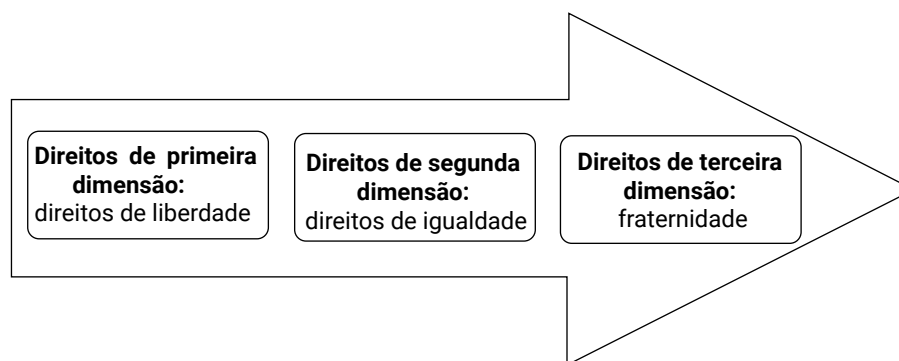 Direitos de primeira
dimensão:
direitos de liberdade
Direitos de segunda
dimensão:
direitos de igualdade
Direitos de terceira
dimensão:
fraternidade